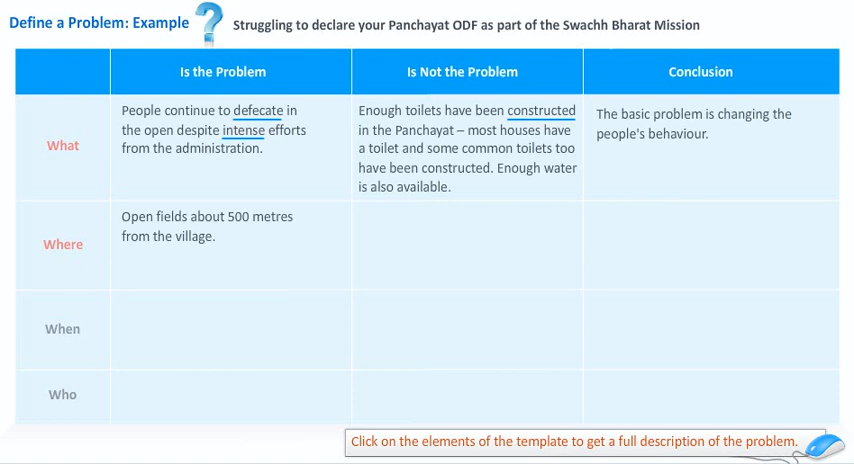 Define a Problem: Example
Struggling to declare your Panchayat ODF as part of the Swachh Bharat Mission
Is the Problem
Is Not the Problem
Conclusion
What
People continue to defecate in
the open despite intense efforts
from the administration.
Enough toilets have been constructed
in the Panchayat – most houses have
a toilet and some common toilets too
have been constructed. Enough water
is also available.
The basic problem is changing the
people's behaviour.
Where
Open fields about 500 metres
from the village.
When
Who
Click on the elements of the template to get a full description of the problem.